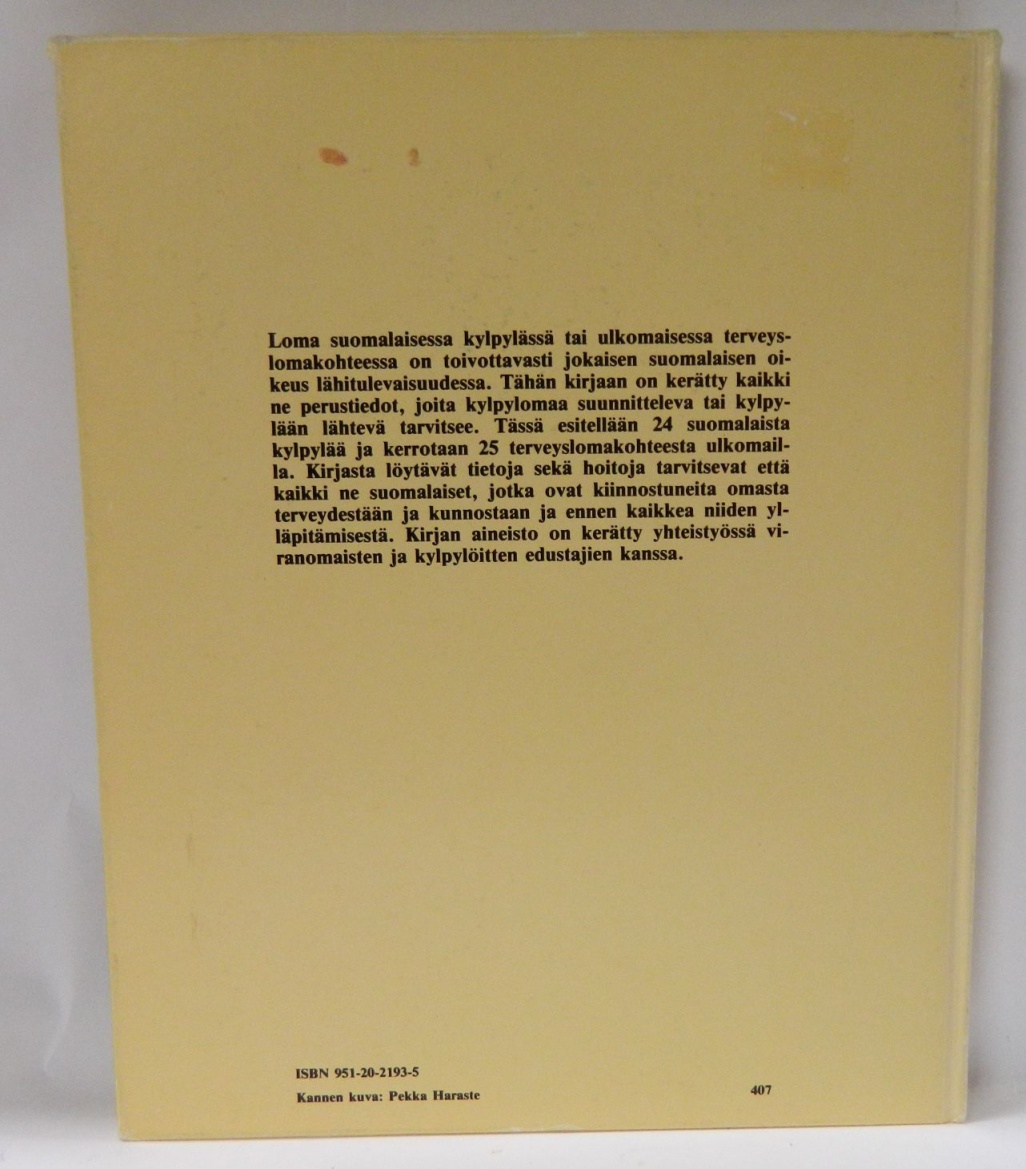 Loma suomalaisessa kylpylässä tai ulkomaisessa terveys-
lomakohteessa on toivottavasti jokaisen suomalaisen oi-
keus lähitulevaisuudessa. Tähän kirjaan on kerätty kaikki
ne perustiedot, joita kylpylomaa suunnitteleva tai kylpy-
lään lähtevä tarvitsee. Tässä esitellään 24 suomalaista
kylpylää ja kerrotaan 25 terveyslomakohteesta ulkomail-
la. Kirjasta löytävät tietoja sekä hoitoja tarvitsevat että
kaikki ne suomalaiset, jotka ovat kiinnostuneita omasta
terveydestään ja kunnostaan ja ennen kaikkea niiden yl-
läpitämisestä. Kirjan aineisto on kerätty yhteistyössä vi-
ranomaisten ja kylpylöitten edustajien kanssa.
ISBN 951-20-2193-5
Kannen kuva: Pekka Haraste
407